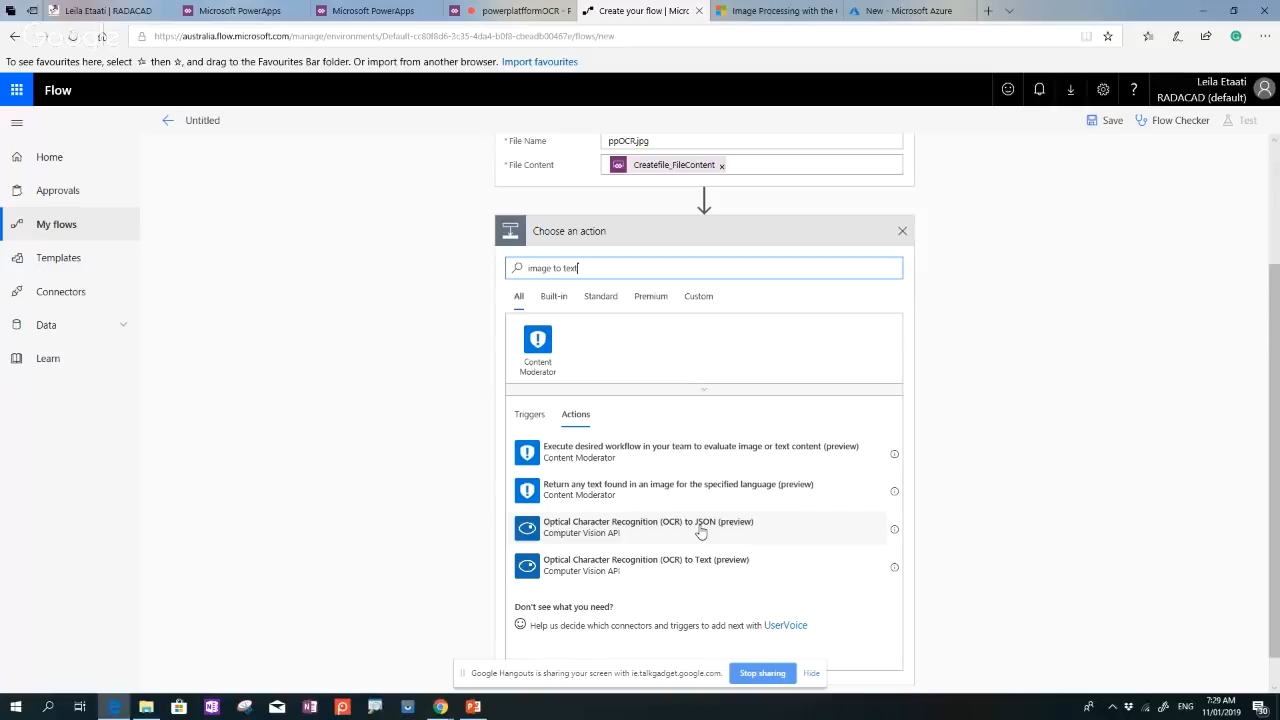 Leila Etaati | RADACAD
Microsoft PowerApps
Microsoft PowerApps
powerplatformOCR - P
Create your flow | Micro
Image Processing with the C
New - Microsoft Azure
https://australia.flow.microsoft.com/manage/environments/Default-cc80f8d6-3c35-4da4-b0f8-cbeadb00467e/flows/new
To see favourites here, select ☆ then ☆, and drag to the Favourites Bar folder. Or import from another browser. Import favourites
Flow
Leila Etaati
RADACAD (default)
Untitled
Save
Flow Checker
Test
Home
Approvals
My flows
Templates
Connectors
Data
Learn
* File Name
ppOCR.jpg
* File Content
Createfile_FileContent x
Choose an action
image to text
All
Built-in
Standard
Premium
Custom
Content
Moderator
Triggers
Actions
Execute desired workflow in your team to evaluate image or text content (preview)
Content Moderator
Return any text found in an image for the specified language (preview)
Content Moderator
Optical Character Recognition (OCR) to JSON (preview)
Computer Vision API
Optical Character Recognition (OCR) to Text (preview)
Computer Vision API
Don't see what you need?
Help us decide which connectors and triggers to add next with UserVoice
Google Hangouts is sharing your screen with ie.talkgadget.google.com.
Stop sharing
Hide
ENG
7:29 AM
11/01/2019
30